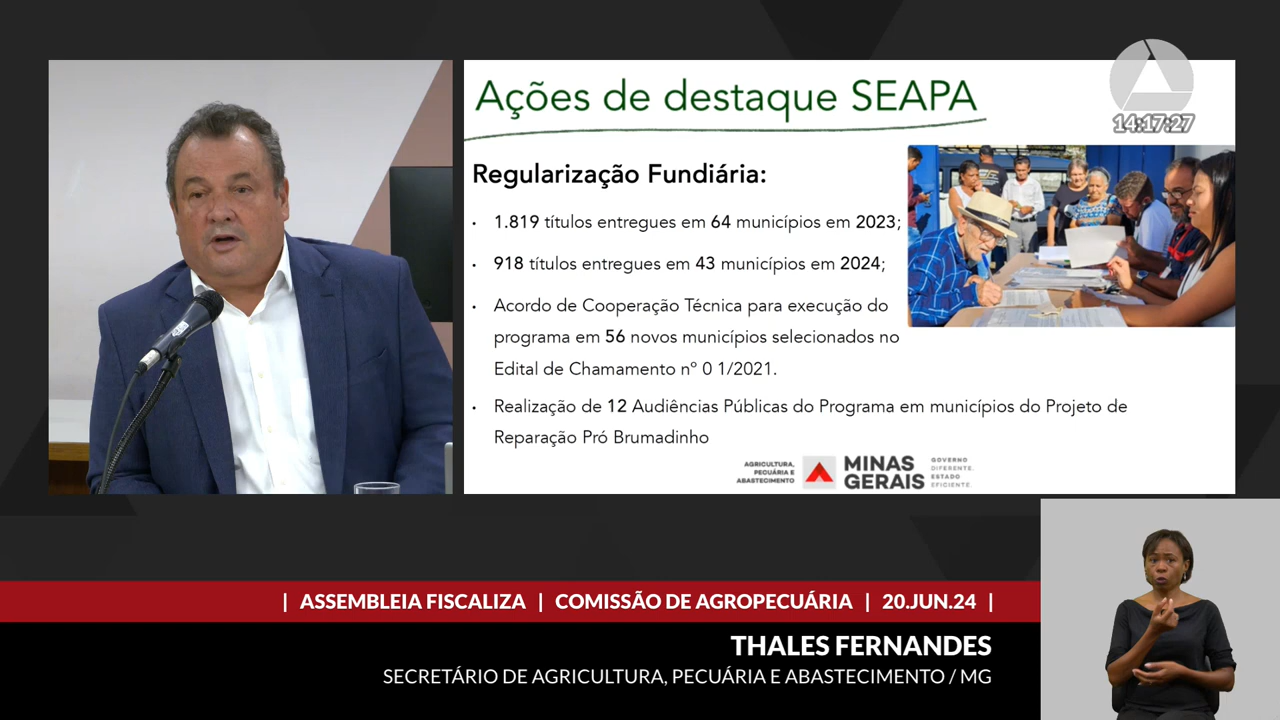 Ações de destaque SEAPA
14:17:27
Regularização Fundiária:
• 1.819 títulos entregues em 64 municípios em 2023;
• 918 títulos entregues em 43 municípios em 2024;
• Acordo de Cooperação Técnica para execução do
programa em 56 novos municípios selecionados no
Edital de Chamamento nº 0 1/2021.
• Realização de 12 Audiências Públicas do Programa em municípios do Projeto de
Reparação Pró Brumadinho
AGRICULTURA,
PECUÁRIA E
ABASTECIMENTO
MINAS
GERAIS
GOVERNO
DIFERENTE.
ESTADO
EFICIENTE.
| ASSEMBLEIA FISCALIZA | COMISSÃO DE AGROPECUÁRIA | 20.JUN.24 |
THALES FERNANDES
SECRETÁRIO DE AGRICULTURA, PECUÁRIA E ABASTECIMENTO / MG